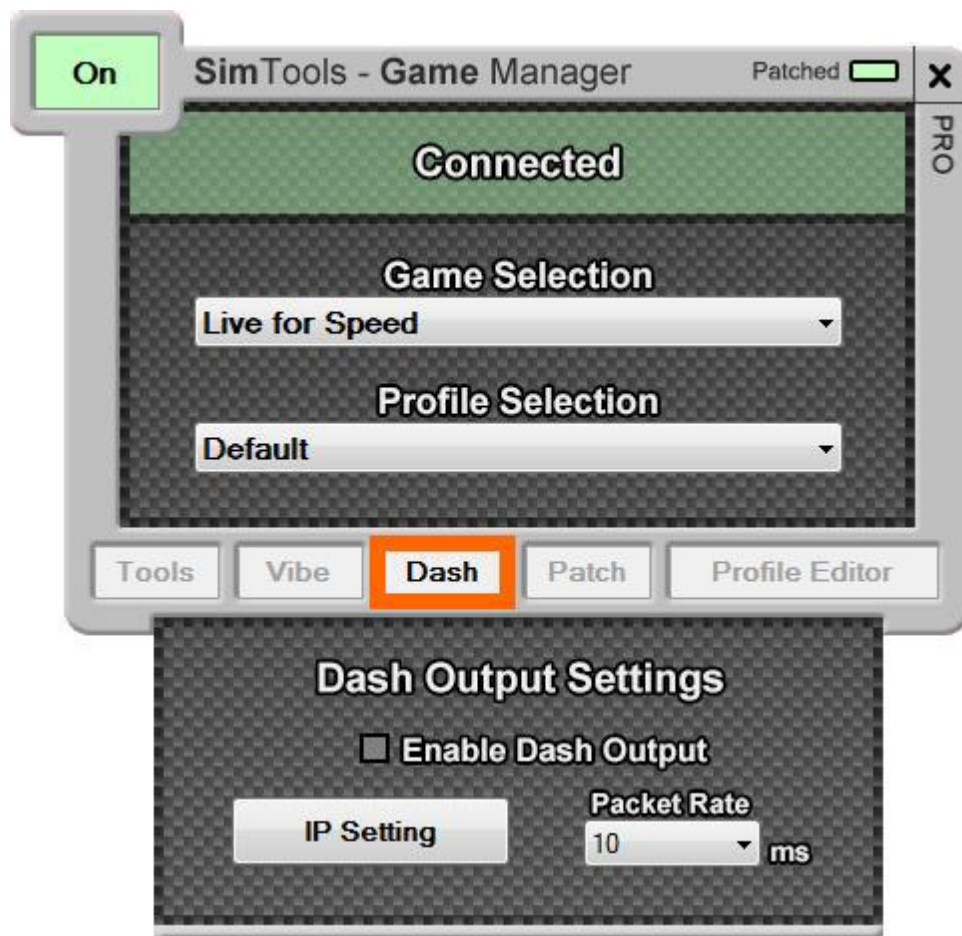 On
SimTools - Game Manager
Patched
X
PRO
Connected
Game Selection
Live for Speed
Profile Selection
Default
Tools
Vibe
Dash
Patch
Profile Editor
Dash Output Settings
Enable Dash Output
IP Setting
Packet Rate
10
ms